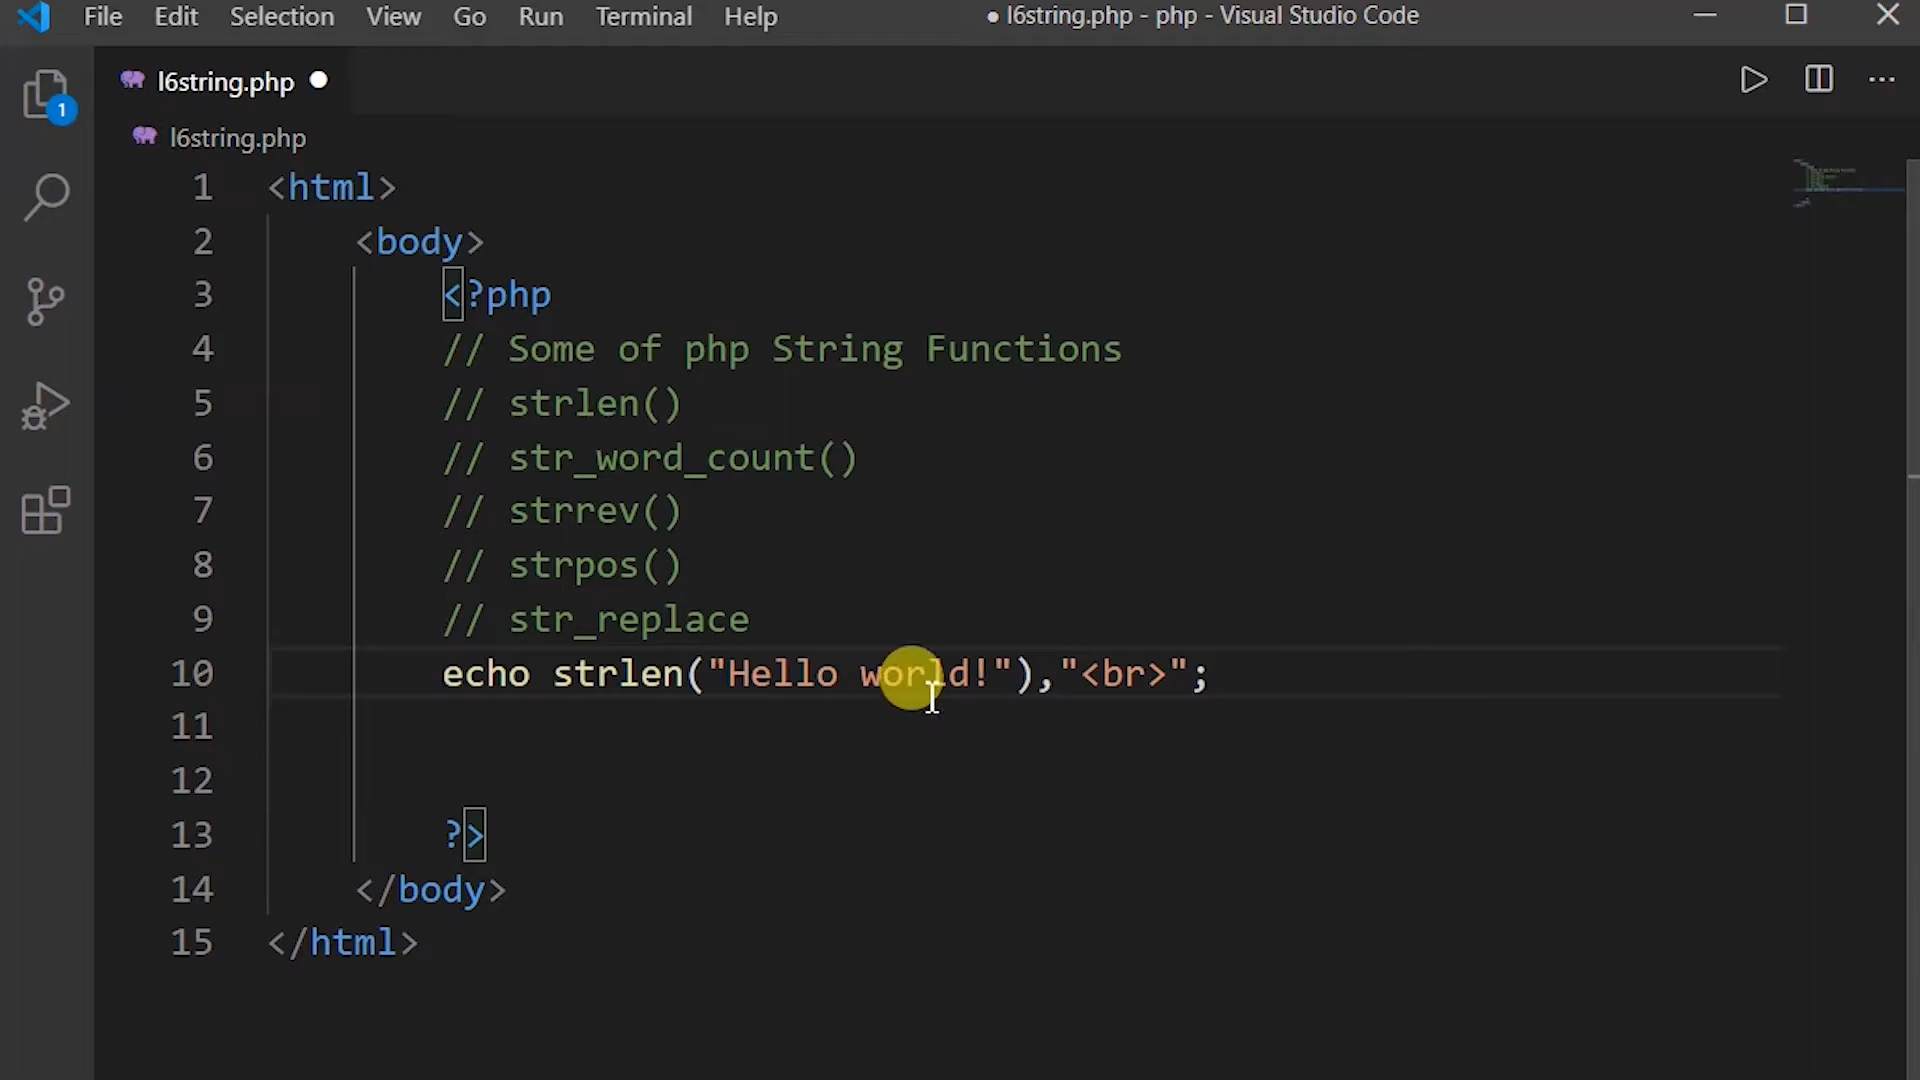 File Edit Selection View Go Run Terminal Help ● l6string.php - php - Visual Studio Code
l6string.php
1
l6string.php
1 <html>
2 <body>
3 <?php
4 // Some of php String Functions
5 // strlen()
6 // str_word_count()
7 // strrev()
8 // strpos()
9 // str_replace
10 echo strlen("Hello world!"),"<br>";
11
12
13 ?>
14 </body>
15 </html>